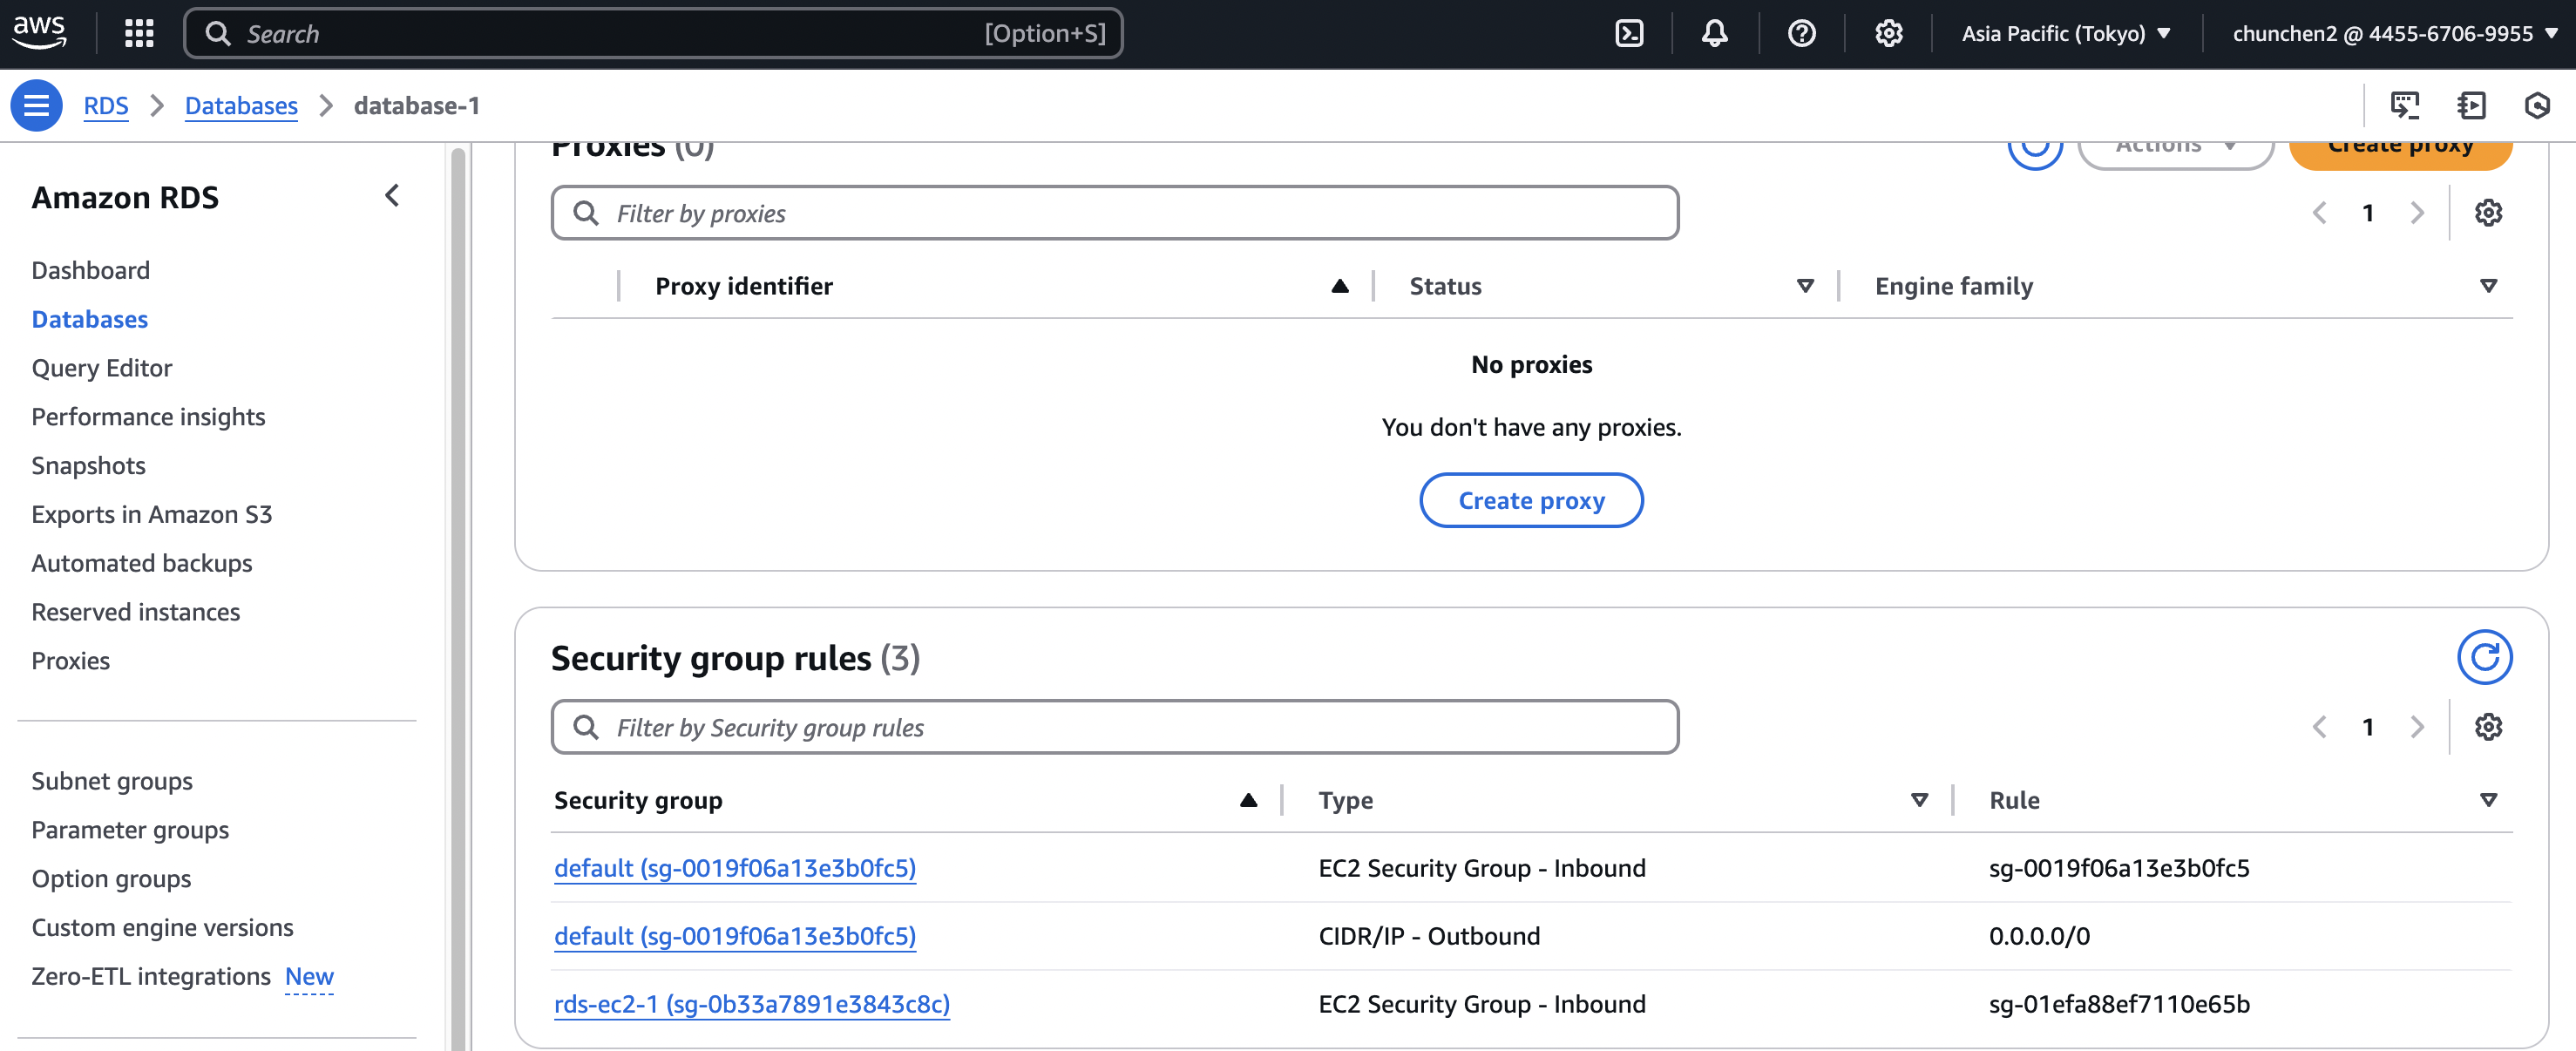 aws
Search [Option+S]
Asia Pacific (Tokyo)
chunchen2 @ 4455-6706-9955
RDS
Databases
database-1
Amazon RDS
Dashboard
Databases
Query Editor
Performance insights
Snapshots
Exports in Amazon S3
Automated backups
Reserved instances
Proxies
Subnet groups
Parameter groups
Option groups
Custom engine versions
Zero-ETL integrations New
Proxies (0)
Actions
Create proxy
Filter by proxies
1
Proxy identifier Status Engine family
No proxies
You don't have any proxies.
Create proxy
Security group rules (3)
Filter by Security group rules
1
Security group Type Rule
default (sg-0019f06a13e3b0fc5) EC2 Security Group - Inbound sg-0019f06a13e3b0fc5
default (sg-0019f06a13e3b0fc5) CIDR/IP - Outbound 0.0.0.0/0
rds-ec2-1 (sg-0b33a7891e3843c8c) EC2 Security Group - Inbound sg-01efa88ef7110e65b